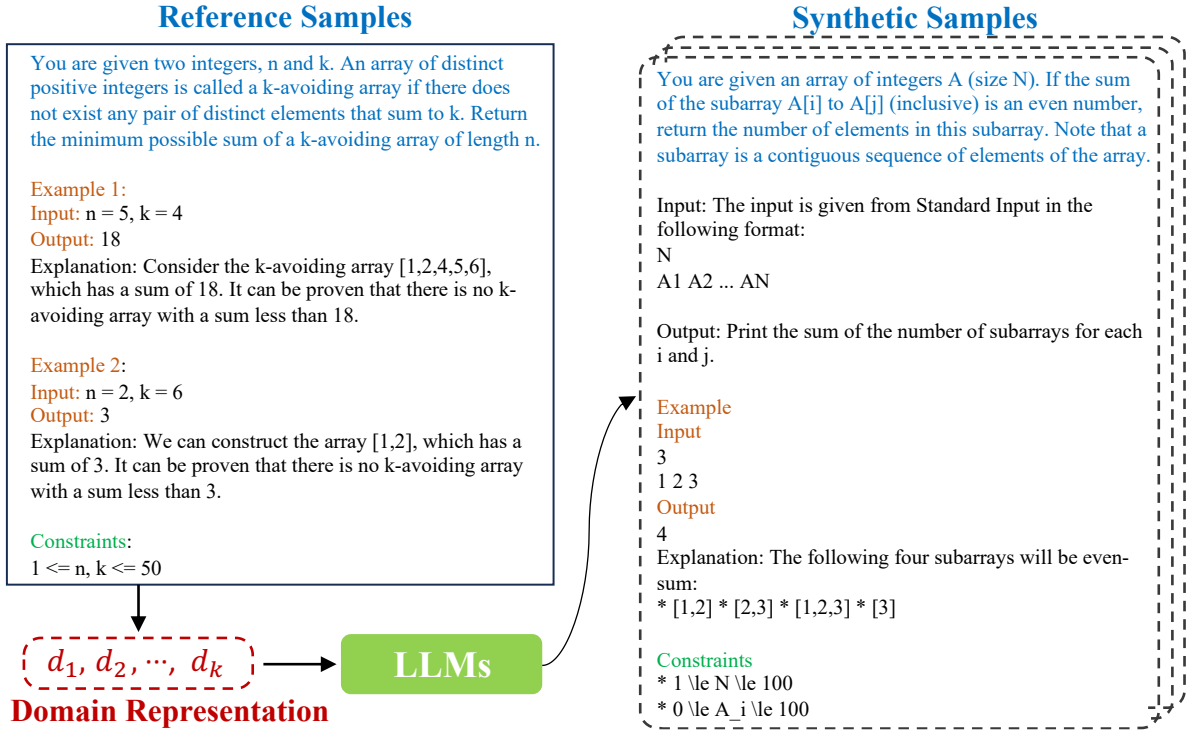 Reference Samples
You are given two integers, n and k. An array of distinct
positive integers is called a k-avoiding array if there does
not exist any pair of distinct elements that sum to k. Return
the minimum possible sum of a k-avoiding array of length n.
Example 1:
Input: n = 5, k = 4
Output: 18
Explanation: Consider the k-avoiding array [1,2,4,5,6],
which has a sum of 18. It can be proven that there is no k-
avoiding array with a sum less than 18.
Example 2:
Input: n = 2, k = 6
Output: 3
Explanation: We can construct the array [1,2], which has a
sum of 3. It can be proven that there is no k-avoiding array
with a sum less than 3.
Constraints:
1 <= n, k <= 50
d₁, d₂, ⋯, dₖ
Domain Representation
LLMs
Synthetic Samples
You are given an array of integers A (size N). If the sum
of the subarray A[i] to A[j] (inclusive) is an even number,
return the number of elements in this subarray. Note that a
subarray is a contiguous sequence of elements of the array.
Input: The input is given from Standard Input in the
following format:
N
A1 A2 ... AN
Output: Print the sum of the number of subarrays for each
i and j.
Example
Input
3
1 2 3
Output
4
Explanation: The following four subarrays will be even-
sum:
* [1,2] * [2,3] * [1,2,3] * [3]
Constraints
* 1 \le N \le 100
* 0 \le A_i \le 100